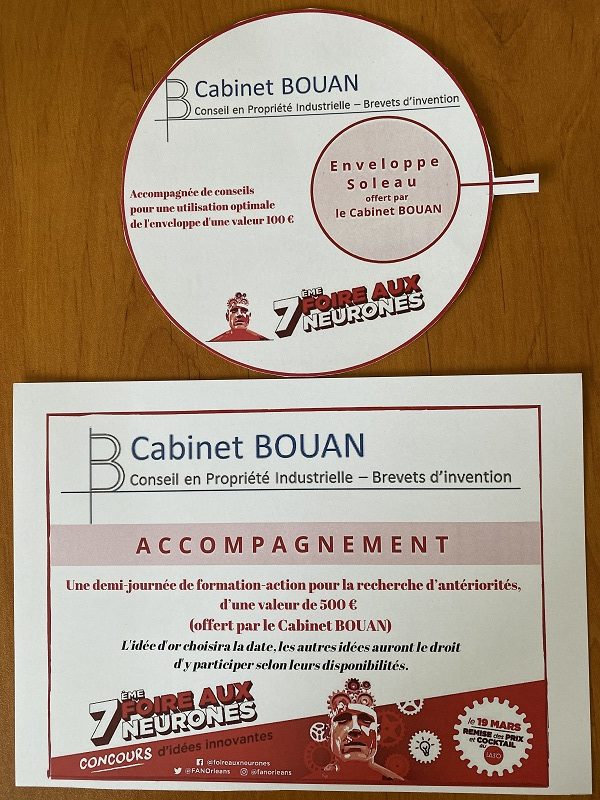 Cabinet BOUAN
Conseil en Propriété Industrielle – Brevets d'invention
Enveloppe
Soleau
offert par
le Cabinet BOUAN
Accompagnée de conseils
pour une utilisation optimale
de l'enveloppe d'une valeur 100 €
7ÈME FOIRE AUX
NEURONES
B Cabinet BOUAN
Conseil en Propriété Industrielle – Brevets d'invention
ACCOMPAGNEMENT
Une demi-journée de formation-action pour la recherche d'antériorités,
d'une valeur de 500 €
(offert par le Cabinet BOUAN)
L'idée d'or choisira la date, les autres idées auront le droit
d'y participer selon leurs disponibilités.
7ÈME FOIRE AUX
NEURONES
CONCOURS d'idées innovantes
@foireauxneurones
@FANOrleans @fanorleans
le 19 MARS
REMISE des PRIX
et COCKTAIL
au